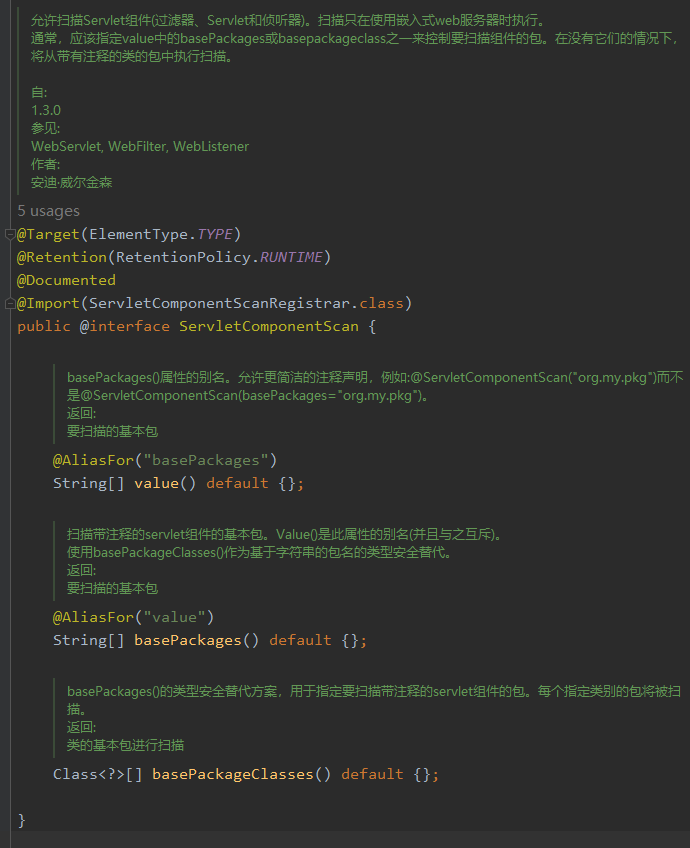 允许扫描Servlet组件(过滤器、Servlet和侦听器)。扫描只在使用嵌入式web服务器时执行。
通常，应该指定value中的basePackages或basepackageclass之一来控制要扫描组件的包。在没有它们的情况下，
将从带有注释的类的包中执行扫描。
自:
1.3.0
参见:
WebServlet, WebFilter, WebListener
作者:
安迪·威尔金森
5 usages
@Target(ElementType.TYPE)
@Retention(RetentionPolicy.RUNTIME)
@Documented
@Import(ServletComponentScanRegistrar.class)
public @interface ServletComponentScan {
basePackages()属性的别名。允许更简洁的注释声明，例如:@ServletComponentScan("org.my.pkg")而不
是@ServletComponentScan(basePackages="org.my.pkg")。
返回:
要扫描的基本包
@AliasFor("basePackages")
String[] value() default {};
扫描带注释的servlet组件的基本包。Value()是此属性的别名(并且与之互斥)。
使用basePackageClasses()作为基于字符串的包名的类型安全替代。
返回:
要扫描的基本包
@AliasFor("value")
String[] basePackages() default {};
basePackages()的类型安全替代方案，用于指定要扫描带注释的servlet组件的包。每个指定类别的包将被扫
描。
返回:
类的基本包进行扫描
Class<?>[] basePackageClasses() default {};
}